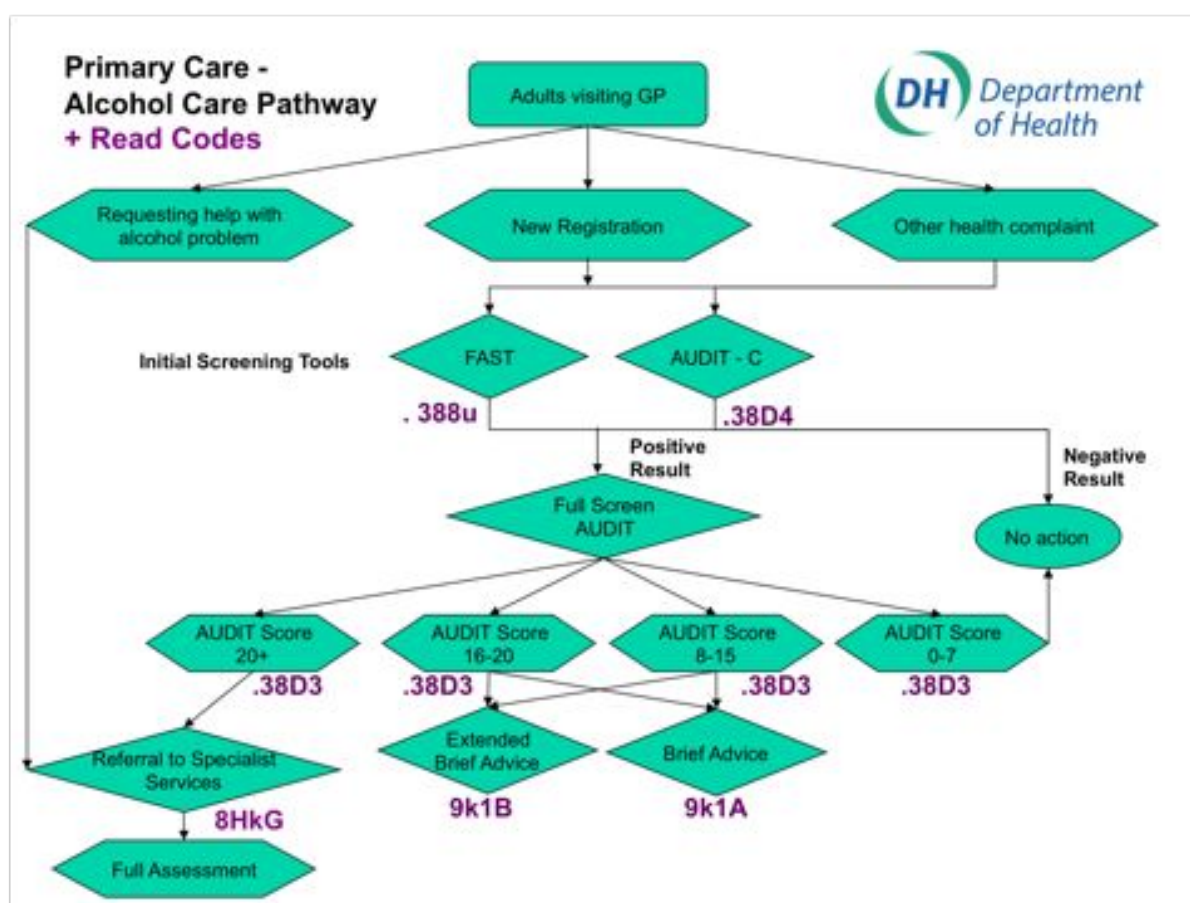 Primary Care -
Alcohol Care Pathway
+ Read Codes
Adults visiting GP
DH Department
of Health
Requesting help with
alcohol problem
New Registration
Other health complaint
Initial Screening Tools
FAST
AUDIT - C
. 388u
.38D4
Positive
Result
Negative
Result
Full Screen
AUDIT
No action
AUDIT Score
20+
AUDIT Score
16-20
AUDIT Score
8-15
AUDIT Score
0-7
.38D3
.38D3
.38D3
.38D3
Referral to Specialist
Services
Extended
Brief Advice
Brief Advice
8HkG
9k1B
9k1A
Full Assessment